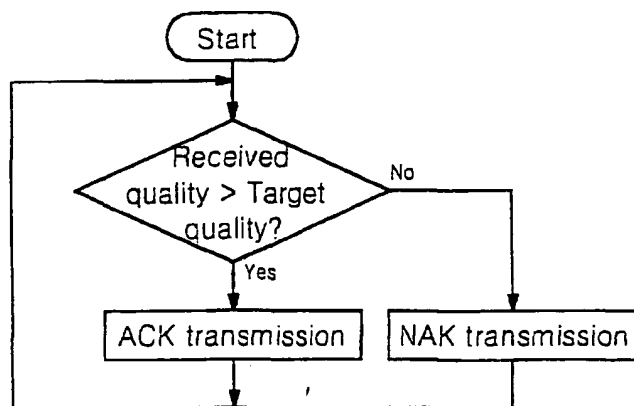 Start
Received
quality > Target
quality?
No
Yes
ACK transmission
NAK transmission